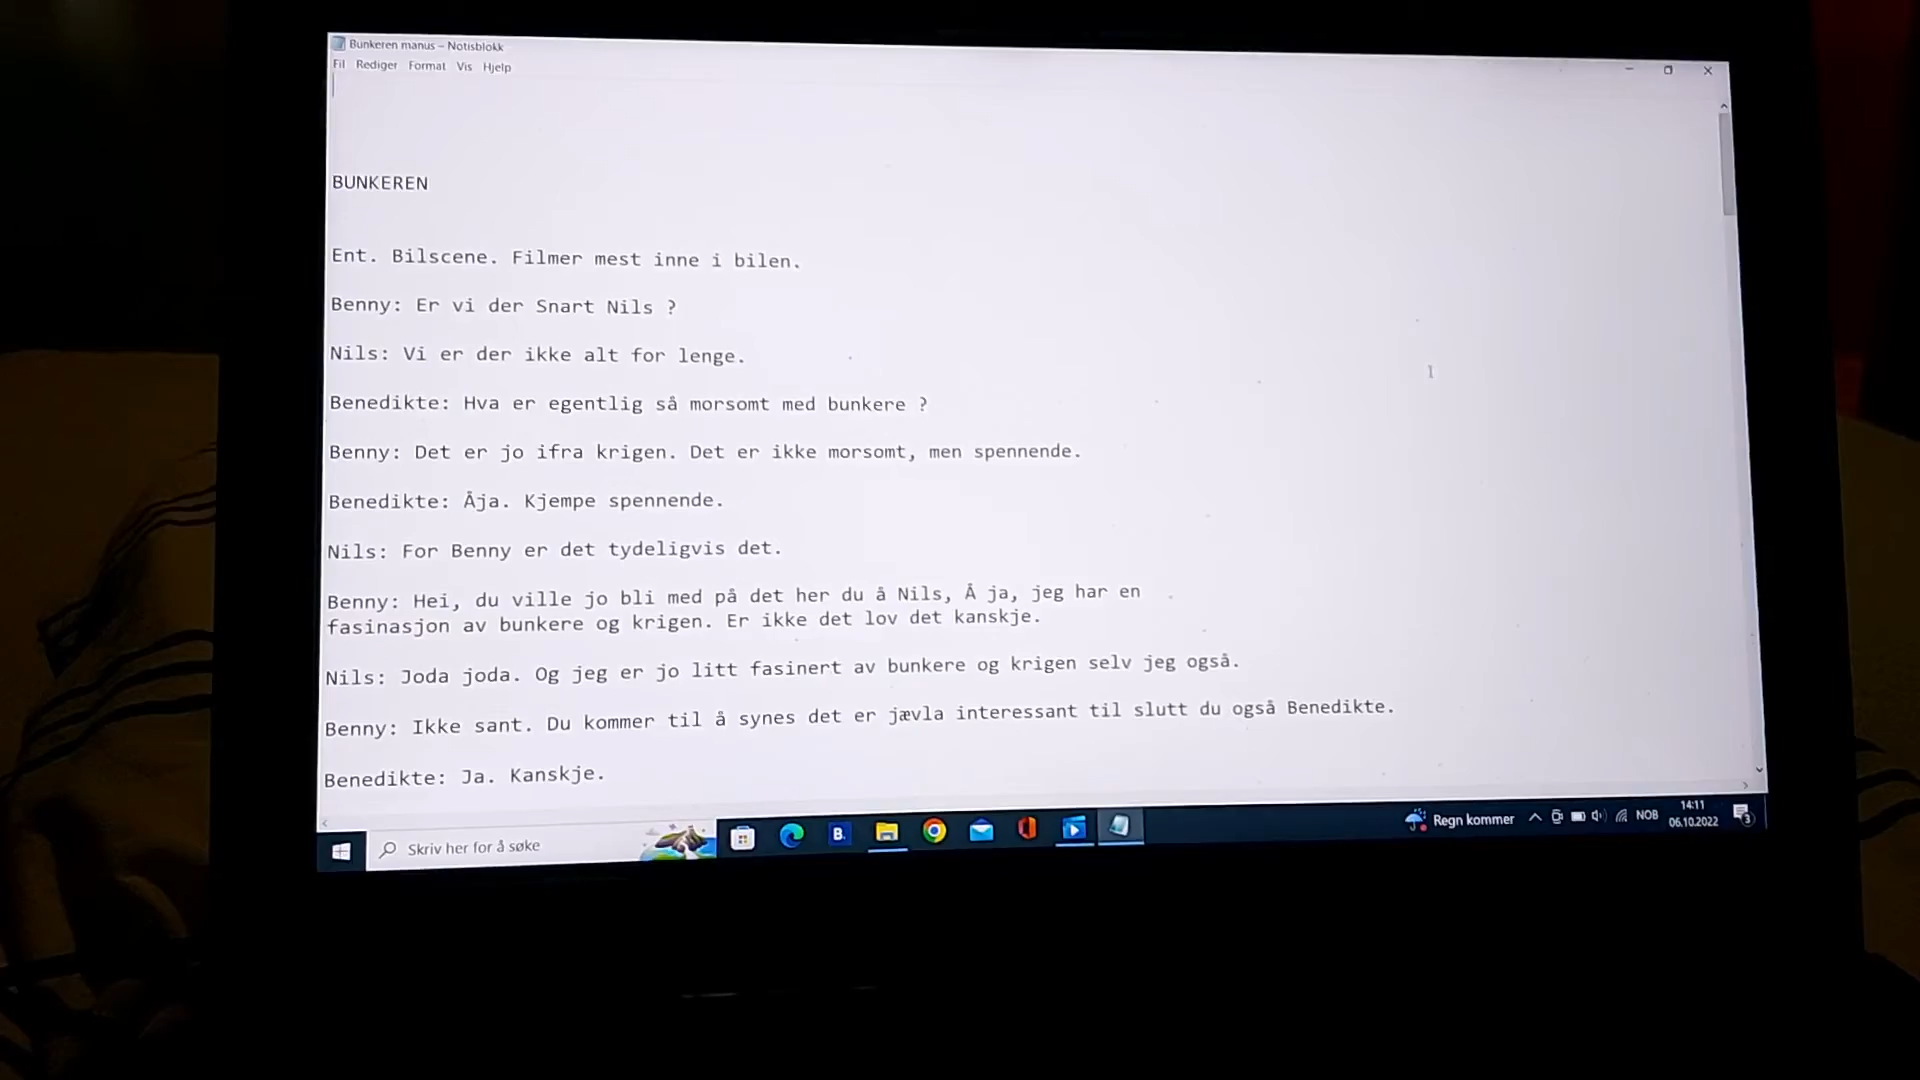 Bunkeren manus – Notisblokk
Fil Rediger Format Vis Hjelp
BUNKEREN
Ent. Bilscene. Filmer mest inne i bilen.
Benny: Er vi der Snart Nils ?
Nils: Vi er der ikke alt for lenge.
Benedikte: Hva er egentlig så morsomt med bunkere ?
Benny: Det er jo ifra krigen. Det er ikke morsomt, men spennende.
Benedikte: Åja. Kjempe spennende.
Nils: For Benny er det tydeligvis det.
Benny: Hei, du ville jo bli med på det her du å Nils, Å ja, jeg har en
fasinasjon av bunkere og krigen. Er ikke det lov det kanskje.
Nils: Joda joda. Og jeg er jo litt fasinert av bunkere og krigen selv jeg også.
Benny: Ikke sant. Du kommer til å synes det er jævla interessant til slutt du også Benedikte.
Benedikte: Ja. Kanskje.
Skriv her for å søke
B.
Regn kommer
NOB
14:11
06.10.2022
3